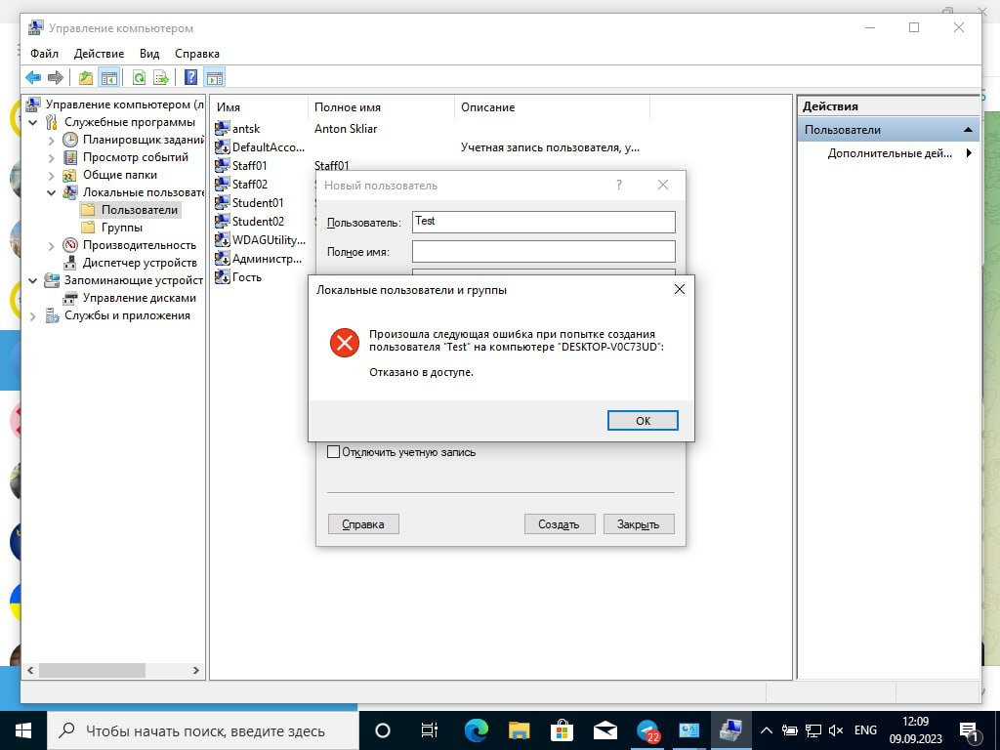 Управление компьютером
Файл Действие Вид Справка
Управление компьютером (л
Служебные программы
Планировщик заданий
Просмотр событий
Общие папки
Локальные пользовате
Пользователи
Группы
Производительность
Диспетчер устройств
Запоминающие устройст
Управление дисками
Службы и приложения
Имя Полное имя Описание
antsk Anton Skliar
DefaultAcco... Учетная запись пользователя, у...
Staff01 Staff01
Staff02
Student01
Student02
WDAGUtility...
Администр...
Гость
Действия
Пользователи
Дополнительные дей...
Новый пользователь
?
Пользователь: Test
Полное имя:
Локальные пользователи и группы
Произошла следующая ошибка при попытке создания
пользователя "Test" на компьютере "DESKTOP-V0C73UD":
Отказано в доступе.
OK
Отключить учетную запись
Справка Создать Закрыть
Чтобы начать поиск, введите здесь
22
ENG
12:09
09.09.2023
1